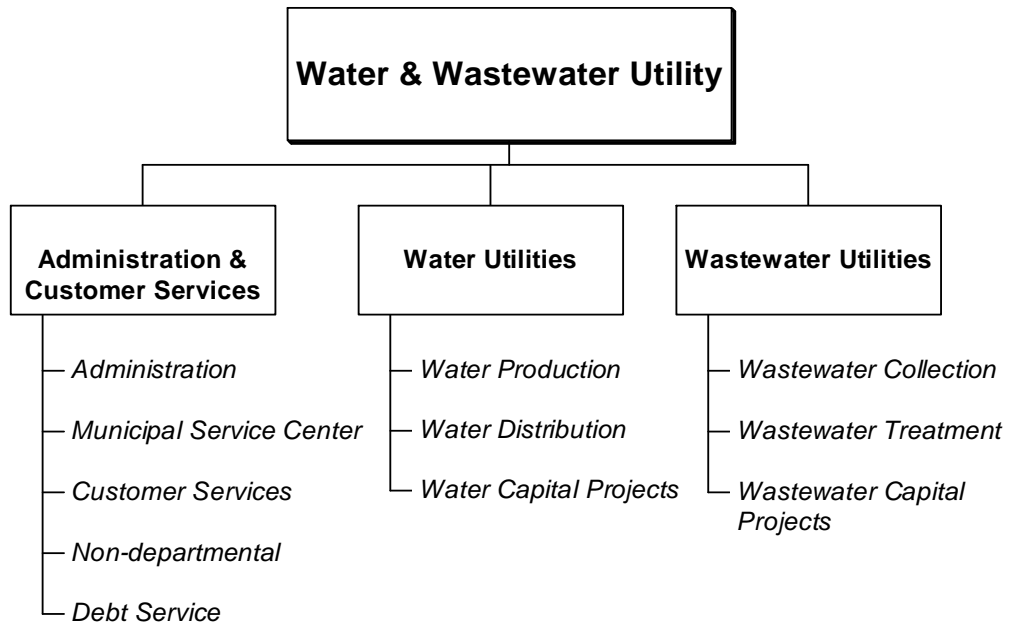 Water & Wastewater Utility
Administration &
Customer Services
Administration
Municipal Service Center
Customer Services
Non-departmental
Debt Service
Water Utilities
Water Production
Water Distribution
Water Capital Projects
Wastewater Utilities
Wastewater Collection
Wastewater Treatment
Wastewater Capital
Projects